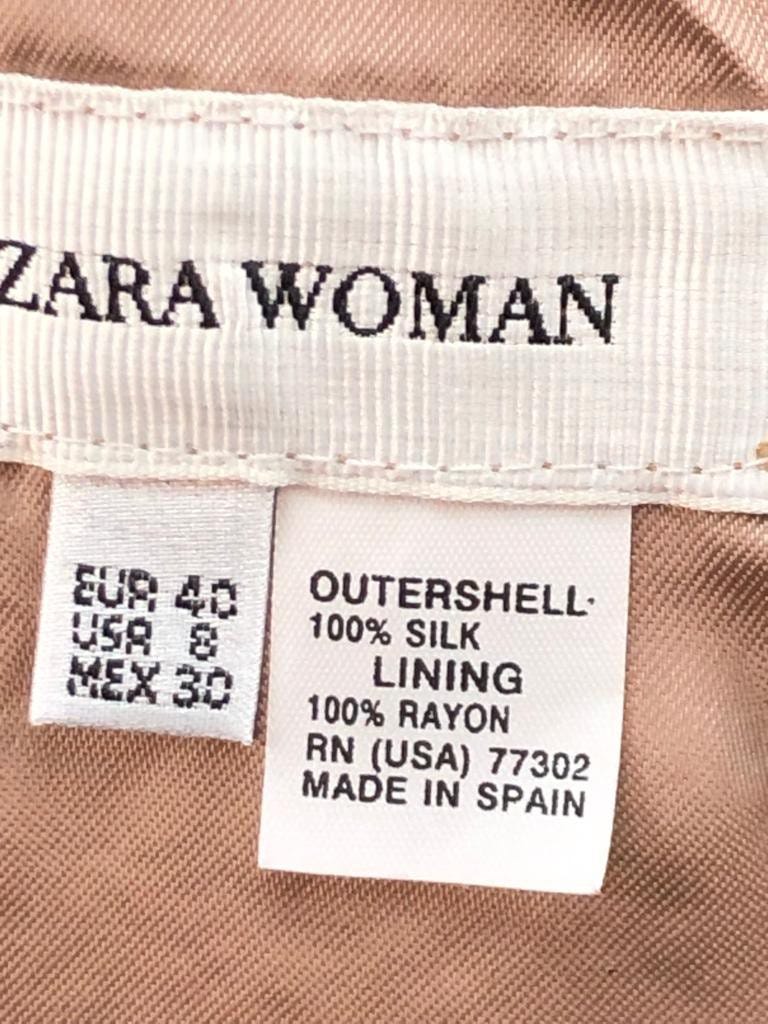 ZARA WOMAN
EUR 40
USA 8
MEX 30
OUTERSHELL·
100% SILK
LINING
100% RAYON
RN (USA) 77302
MADE IN SPAIN